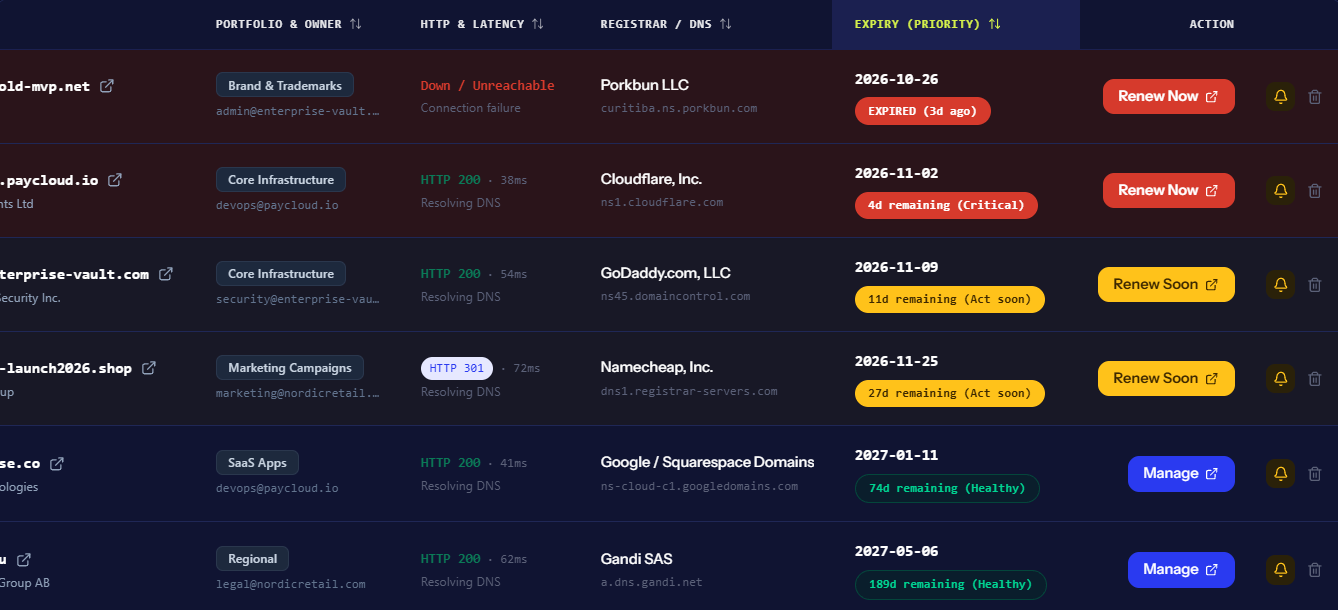 PORTFOLIO & OWNER HTTP & LATENCY REGISTRAR / DNS EXPIRY (PRIORITY) ACTION
old-mvp.net Brand & Trademarks Down / Unreachable Porkbun LLC 2026-10-26 Renew Now
admin@enterprise-vault.… Connection failure curitiba.ns.porkbun.com EXPIRED (3d ago)
.paycloud.io Core Infrastructure HTTP 200 · 38ms Cloudflare, Inc. 2026-11-02 Renew Now
nts Ltd devops@paycloud.io Resolving DNS ns1.cloudflare.com 4d remaining (Critical)
terprise-vault.com Core Infrastructure HTTP 200 · 54ms GoDaddy.com, LLC 2026-11-09 Renew Soon
Security Inc. security@enterprise-vau… Resolving DNS ns45.domaincontrol.com 11d remaining (Act soon)
-launch2026.shop Marketing Campaigns HTTP 301 · 72ms Namecheap, Inc. 2026-11-25 Renew Soon
up marketing@nordicretail.… Resolving DNS dns1.registrar-servers.com 27d remaining (Act soon)
se.co SaaS Apps HTTP 200 · 41ms Google / Squarespace Domains 2027-01-11 Manage
ologies devops@paycloud.io Resolving DNS ns-cloud-c1.googledomains.com 74d remaining (Healthy)
u Regional HTTP 200 · 62ms Gandi SAS 2027-05-06 Manage
Group AB legal@nordicretail.com Resolving DNS a.dns.gandi.net 189d remaining (Healthy)